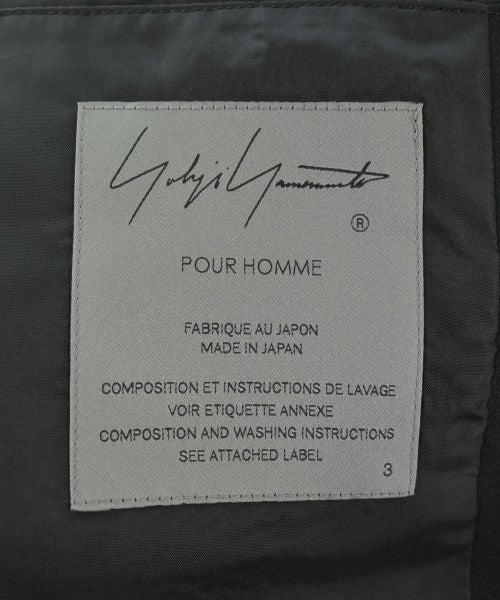 Yohji Yamamoto
®
POUR HOMME
FABRIQUE AU JAPON
MADE IN JAPAN
COMPOSITION ET INSTRUCTIONS DE LAVAGE
VOIR ETIQUETTE ANNEXE
COMPOSITION AND WASHING INSTRUCTIONS
SEE ATTACHED LABEL
3